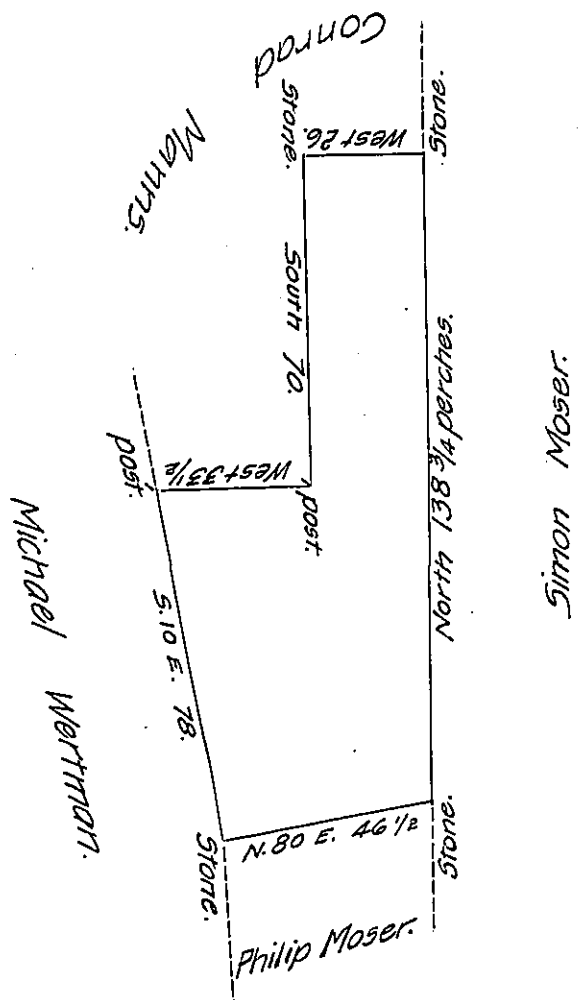 Conrad
Manns.
Stone.
West 26.
Stone.
South 70.
North 138 3/4 perches.
Simon Moser.
post.
West 33 1/2
post.
Michael Wertman.
S. 10 E. 78.
Stone.
N. 80 E. 46 1/2
Stone.
Philip Moser.